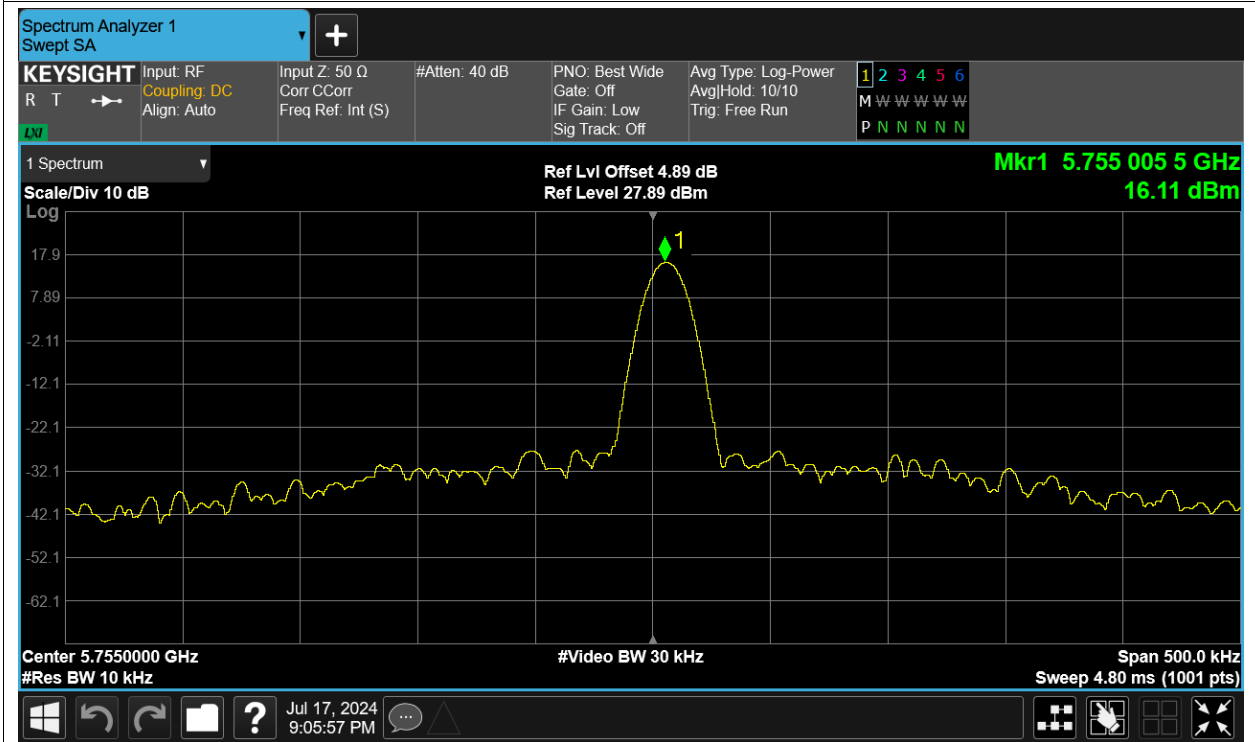 Spectrum Analyzer 1
Swept SA
+
KEYSIGHT
R T
LXI
Input: RF
Coupling: DC
Align: Auto
Input Z: 50 Ω
Corr CCorr
Freq Ref: Int (S)
#Atten: 40 dB
PNO: Best Wide
Gate: Off
IF Gain: Low
Sig Track: Off
Avg Type: Log-Power
Avg|Hold: 10/10
Trig: Free Run
1 2 3 4 5 6
M W W W W W
P N N N N N
1 Spectrum
Scale/Div 10 dB
Log
Ref Lvl Offset 4.89 dB
Ref Level 27.89 dBm
Mkr1 5.755 005 5 GHz
16.11 dBm
1
17.9
7.89
-2.11
-12.1
-22.1
-32.1
-42.1
-52.1
-62.1
Center 5.7550000 GHz
#Res BW 10 kHz
#Video BW 30 kHz
Span 500.0 kHz
Sweep 4.80 ms (1001 pts)
?
Jul 17, 2024
9:05:57 PM